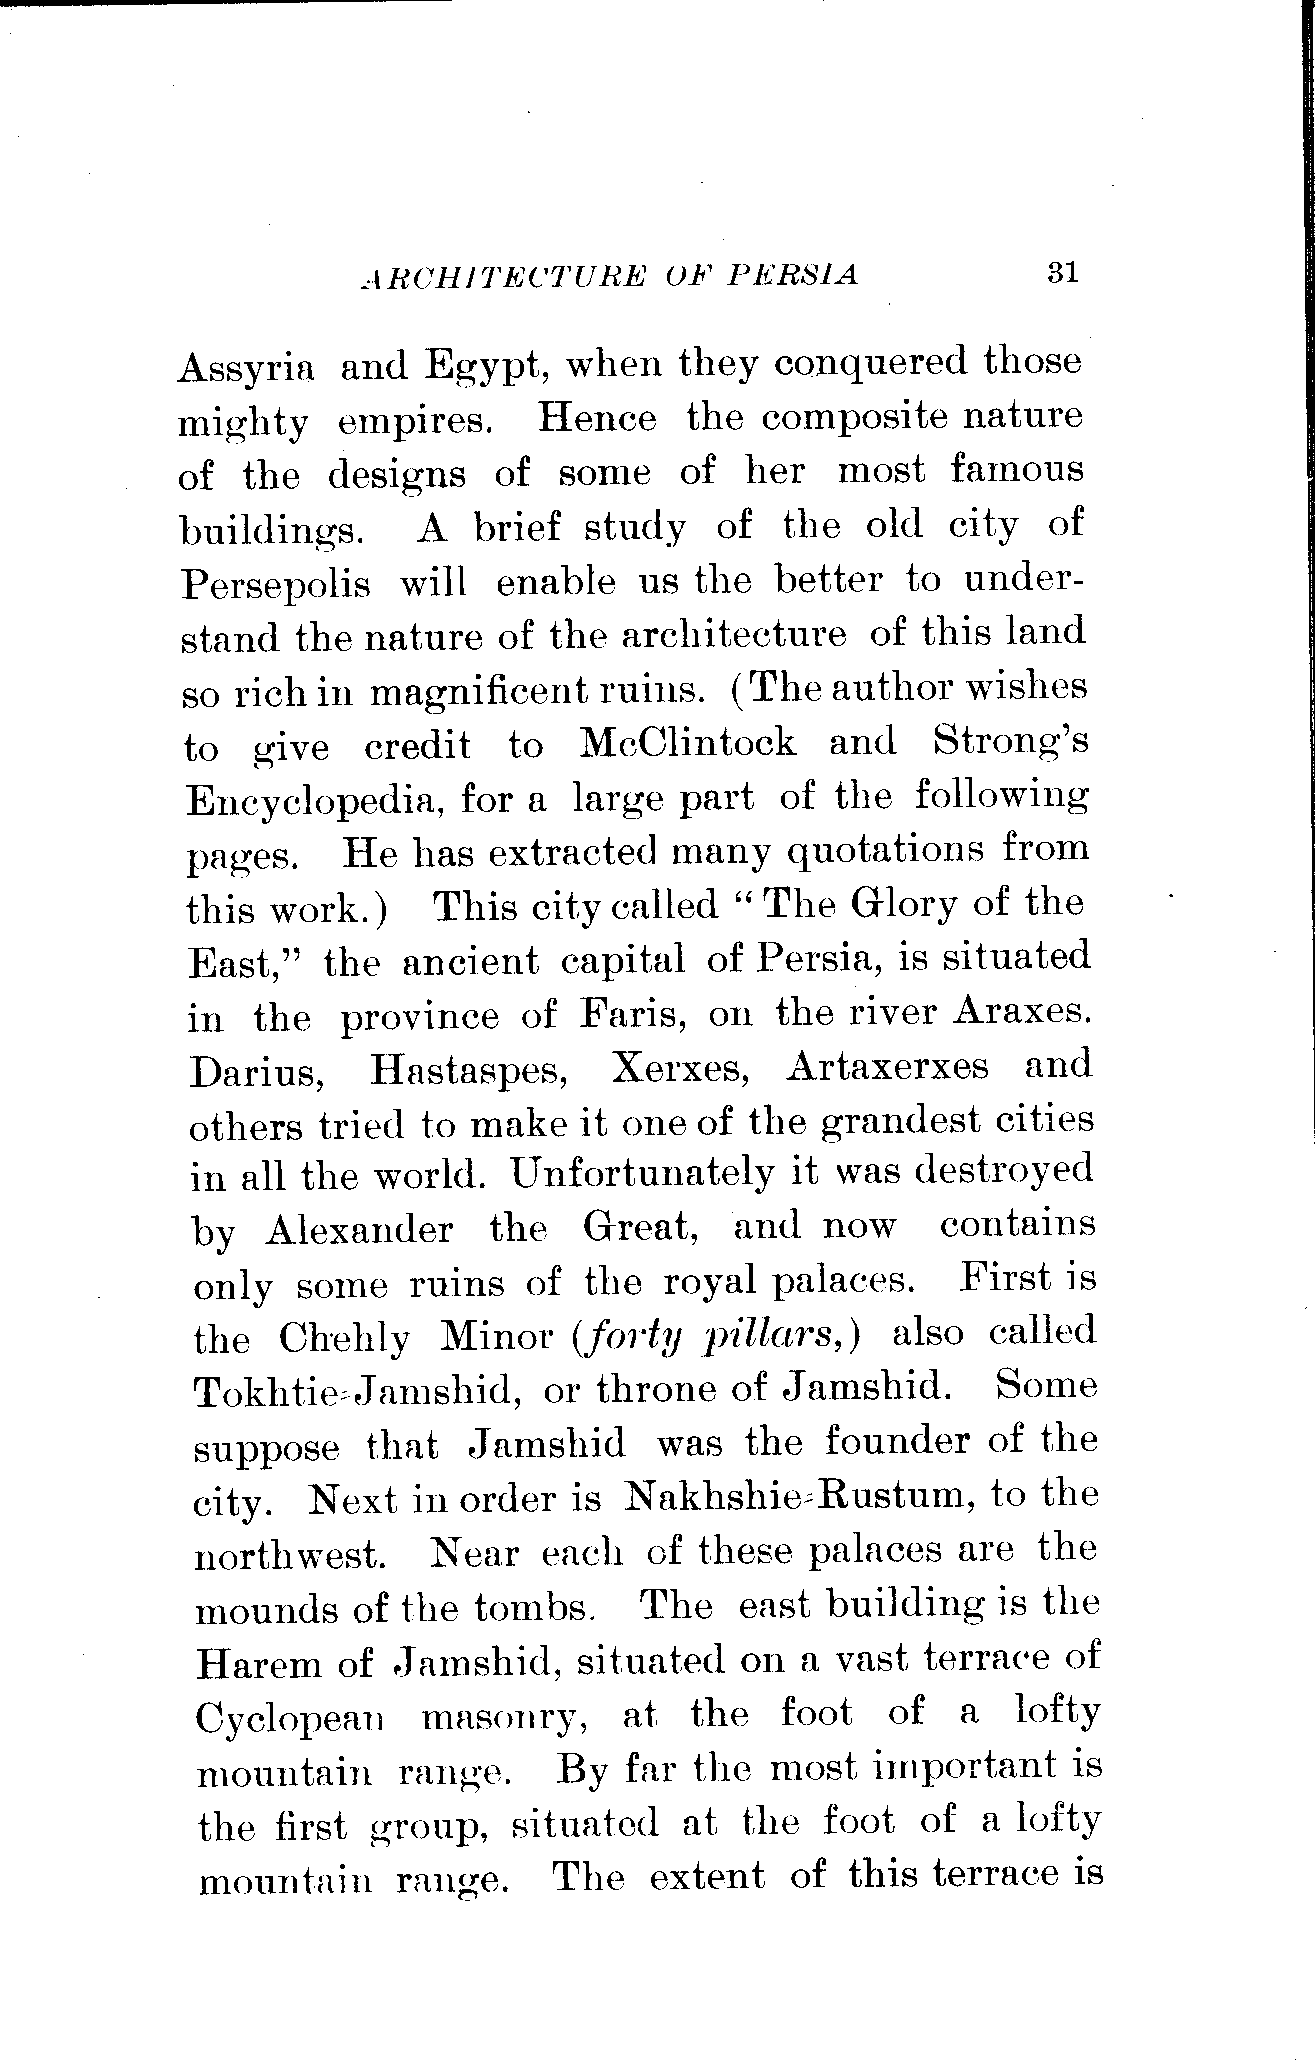 ARCHITECTURE OF PERSIA 31
Assyria and Egypt, when they conquered those
mighty empires. Hence the composite nature
of the designs of some of her most famous
buildings. A brief study of the old city of
Persepolis will enable us the better to under-
stand the nature of the architecture of this land
so rich in magnificent ruins. (The author wishes
to give credit to McClintock and Strong's
Encyclopedia, for a large part of the following
pages. He has extracted many quotations from
this work.) This city called "The Glory of the
East," the ancient capital of Persia, is situated
in the province of Faris, on the river Araxes.
Darius, Hastaspes, Xerxes, Artaxerxes and
others tried to make it one of the grandest cities
in all the world. Unfortunately it was destroyed
by Alexander the Great, and now contains
only some ruins of the royal palaces. First is
the Chehly Minor (forty pillars,) also called
Tokhtie-Jamshid, or throne of Jamshid. Some
suppose that Jamshid was the founder of the
city. Next in order is Nakhshie-Rustum, to the
northwest. Near each of these palaces are the
mounds of the tombs. The east building is the
Harem of Jamshid, situated on a vast terrace of
Cyclopean masonry, at the foot of a lofty
mountain range. By far the most important is
the first group, situated at the foot of a lofty
mountain range. The extent of this terrace is